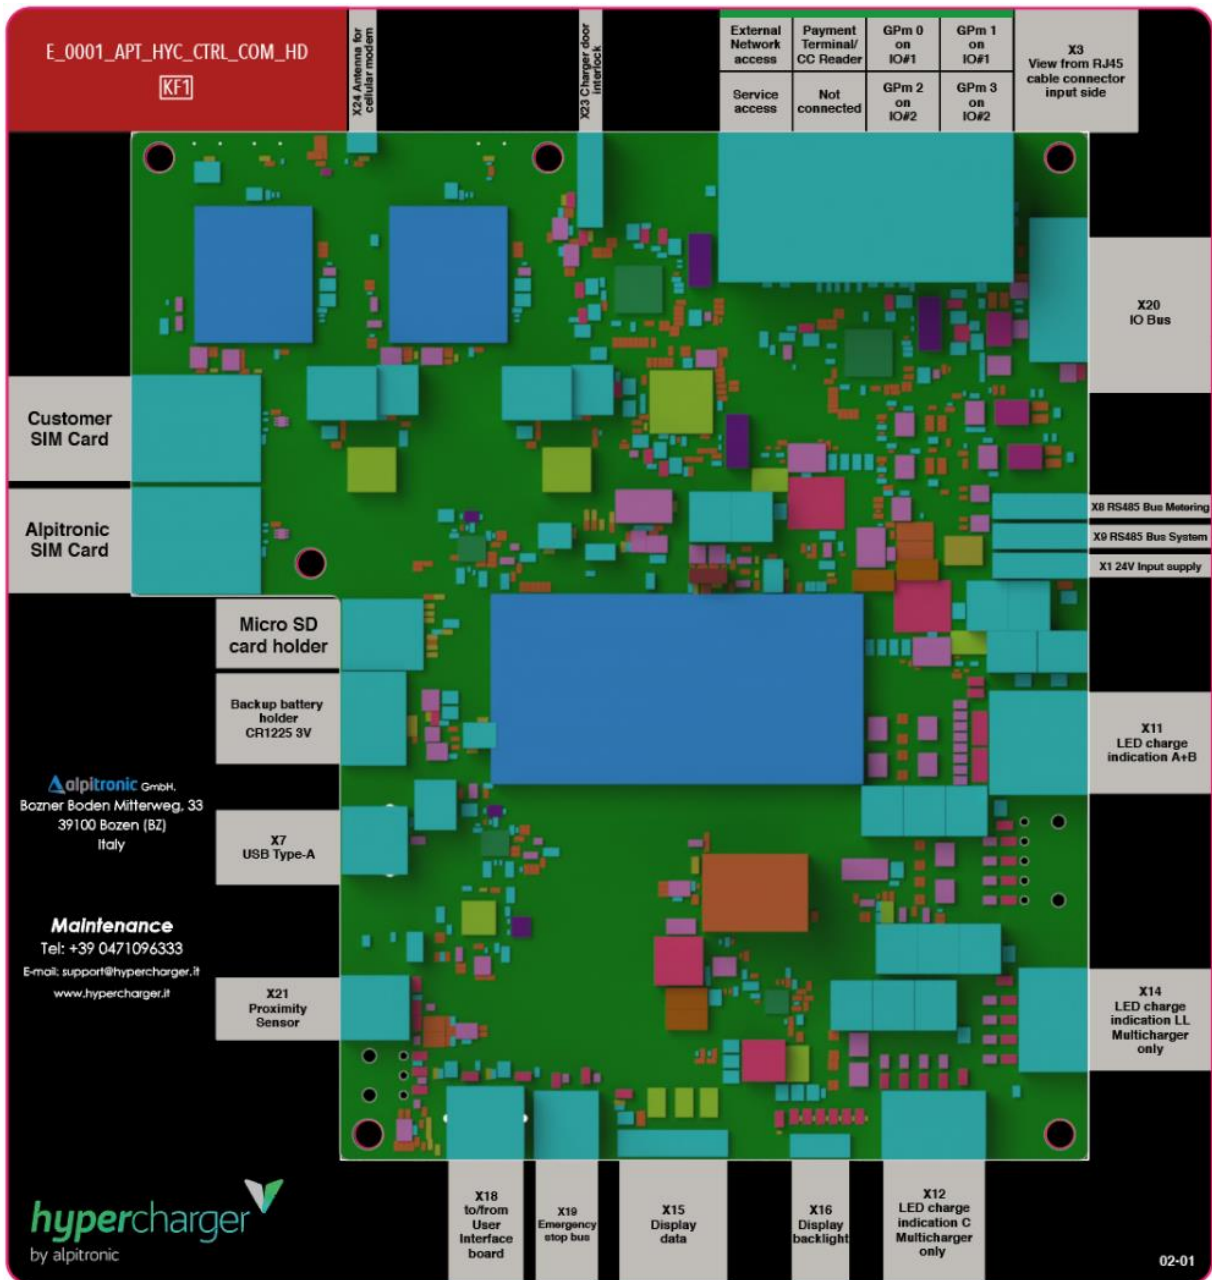 E_0001_APT_HYC_CTRL_COM_HD
KF1
X24 Antenna for
cellular modem
X23 Charger door
interlock
External
Network
access
Payment
Terminal/
CC Reader
GPm 0
on
IO#1
GPm 1
on
IO#1
Service
access
Not
connected
GPm 2
on
IO#2
GPm 3
on
IO#2
X3
View from RJ45
cable connector
input side
X20
IO Bus
Customer
SIM Card
Alpitronic
SIM Card
X8 RS485 Bus Metering
X9 RS485 Bus System
X1 24V Input supply
Micro SD
card holder
Backup battery
holder
CR1225 3V
X11
LED charge
indication A+B
alpitronic GmbH.
Bozner Boden Mitterweg, 33
39100 Bozen (BZ)
Italy
X7
USB Type-A
Maintenance
Tel: +39 0471096333
E-mail: support@hypercharger.it
www.hypercharger.it
X21
Proximity
Sensor
X14
LED charge
indication LL
Multicharger
only
X18
to/from
User
Interface
board
X19
Emergency
stop bus
X15
Display
data
X16
Display
backlight
X12
LED charge
indication C
Multicharger
only
hypercharger
by alpitronic
02-01